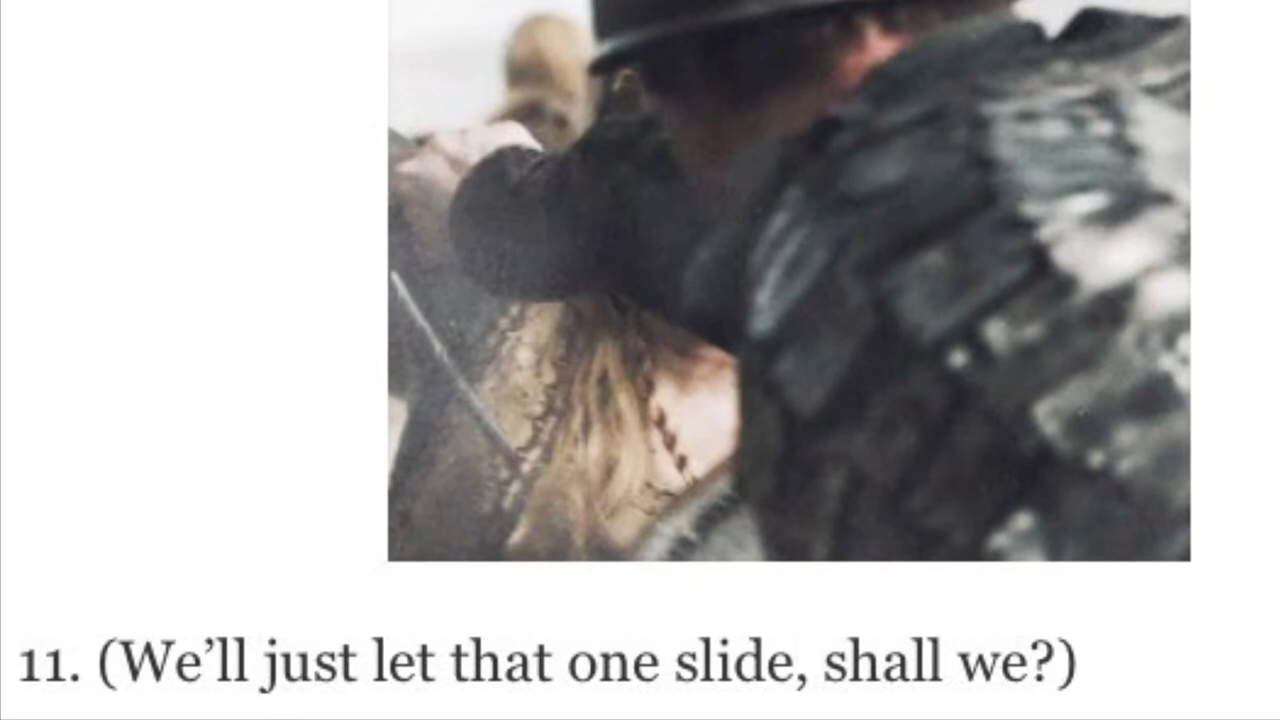 11. (We’ll just let that one slide, shall we?)